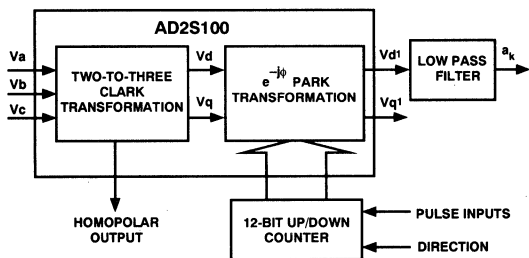 AD2S100
Va
Vb
Vc
TWO-TO-THREE
CLARK
TRANSFORMATION
Vd
Vq
e–jϕ PARK
TRANSFORMATION
Vd1
Vq1
LOW PASS
FILTER
ak
HOMOPOLAR
OUTPUT
12-BIT UP/DOWN
COUNTER
PULSE INPUTS
DIRECTION